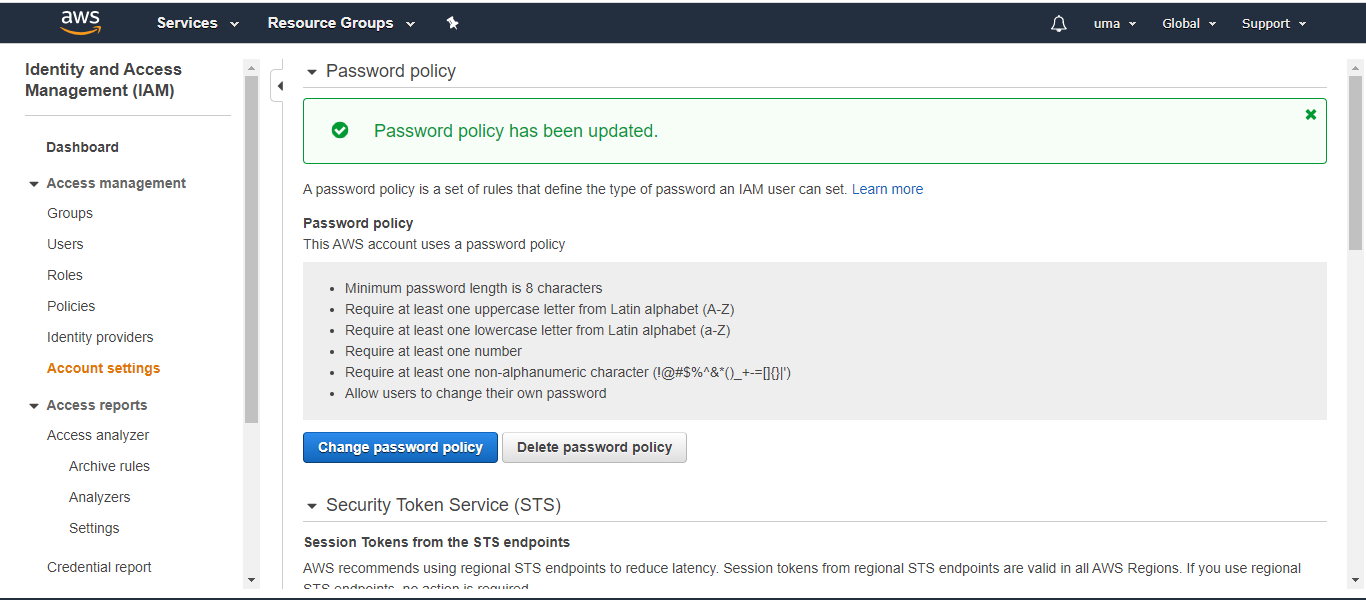 aws
Services
Resource Groups
uma
Global
Support
Identity and Access
Management (IAM)
Dashboard
Access management
Groups
Users
Roles
Policies
Identity providers
Account settings
Access reports
Access analyzer
Archive rules
Analyzers
Settings
Credential report
Password policy
Password policy has been updated.
A password policy is a set of rules that define the type of password an IAM user can set. Learn more
Password policy
This AWS account uses a password policy
• Minimum password length is 8 characters
• Require at least one uppercase letter from Latin alphabet (A-Z)
• Require at least one lowercase letter from Latin alphabet (a-Z)
• Require at least one number
• Require at least one non-alphanumeric character (!@#$%^&*()_+-=[]{}|')
• Allow users to change their own password
Change password policy
Delete password policy
Security Token Service (STS)
Session Tokens from the STS endpoints
AWS recommends using regional STS endpoints to reduce latency. Session tokens from regional STS endpoints are valid in all AWS Regions. If you use regional
STS endpoints, no action is required